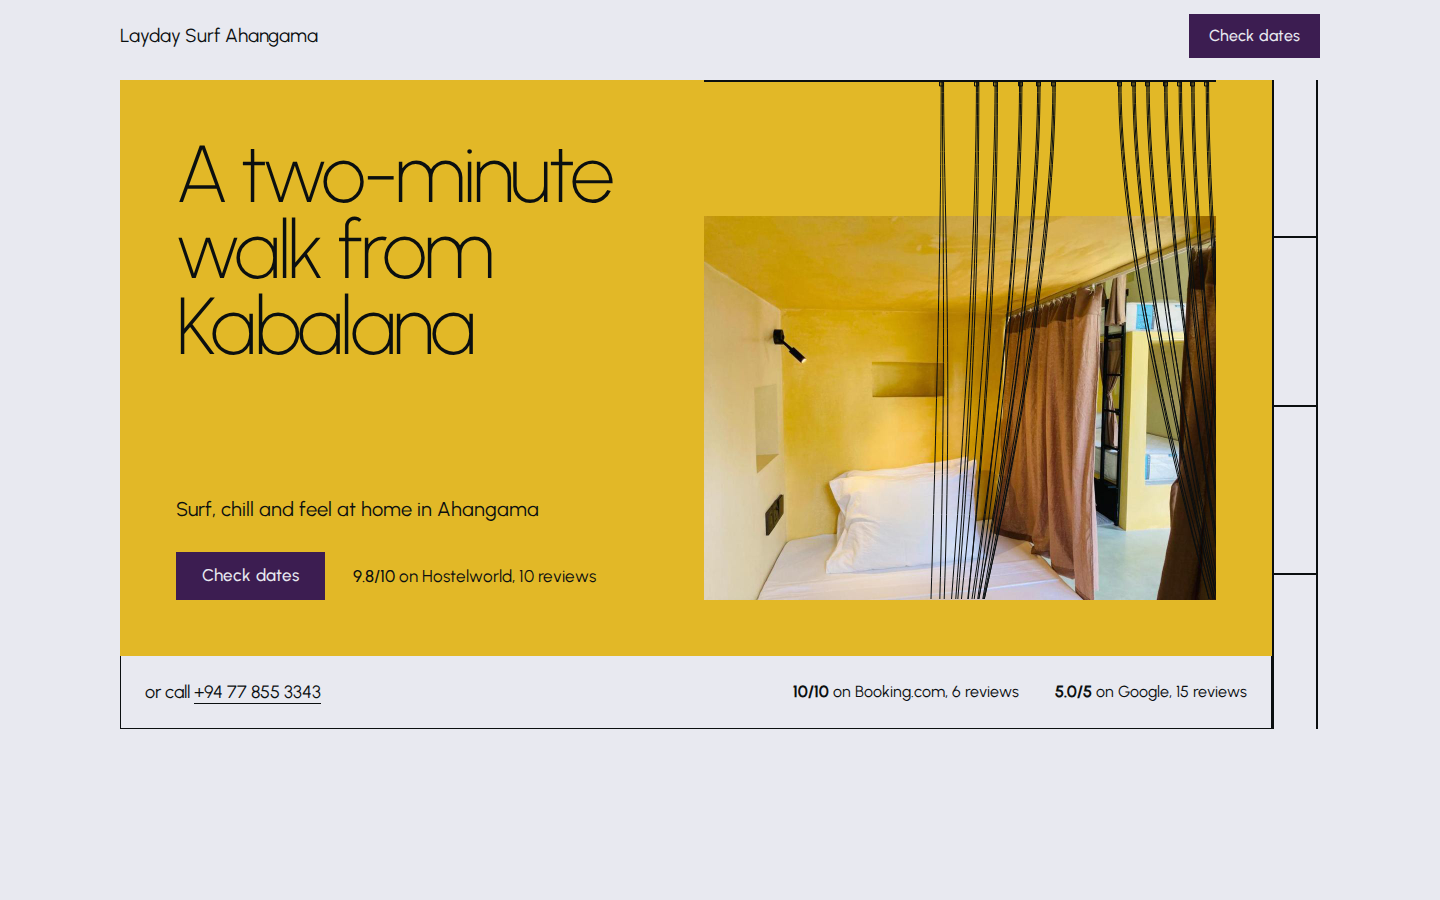 Layday Surf Ahangama
Check dates
A two-minute
walk from
Kabalana
Surf, chill and feel at home in Ahangama
Check dates
9.8/10 on Hostelworld, 10 reviews
or call +94 77 855 3343
10/10 on Booking.com, 6 reviews
5.0/5 on Google, 15 reviews